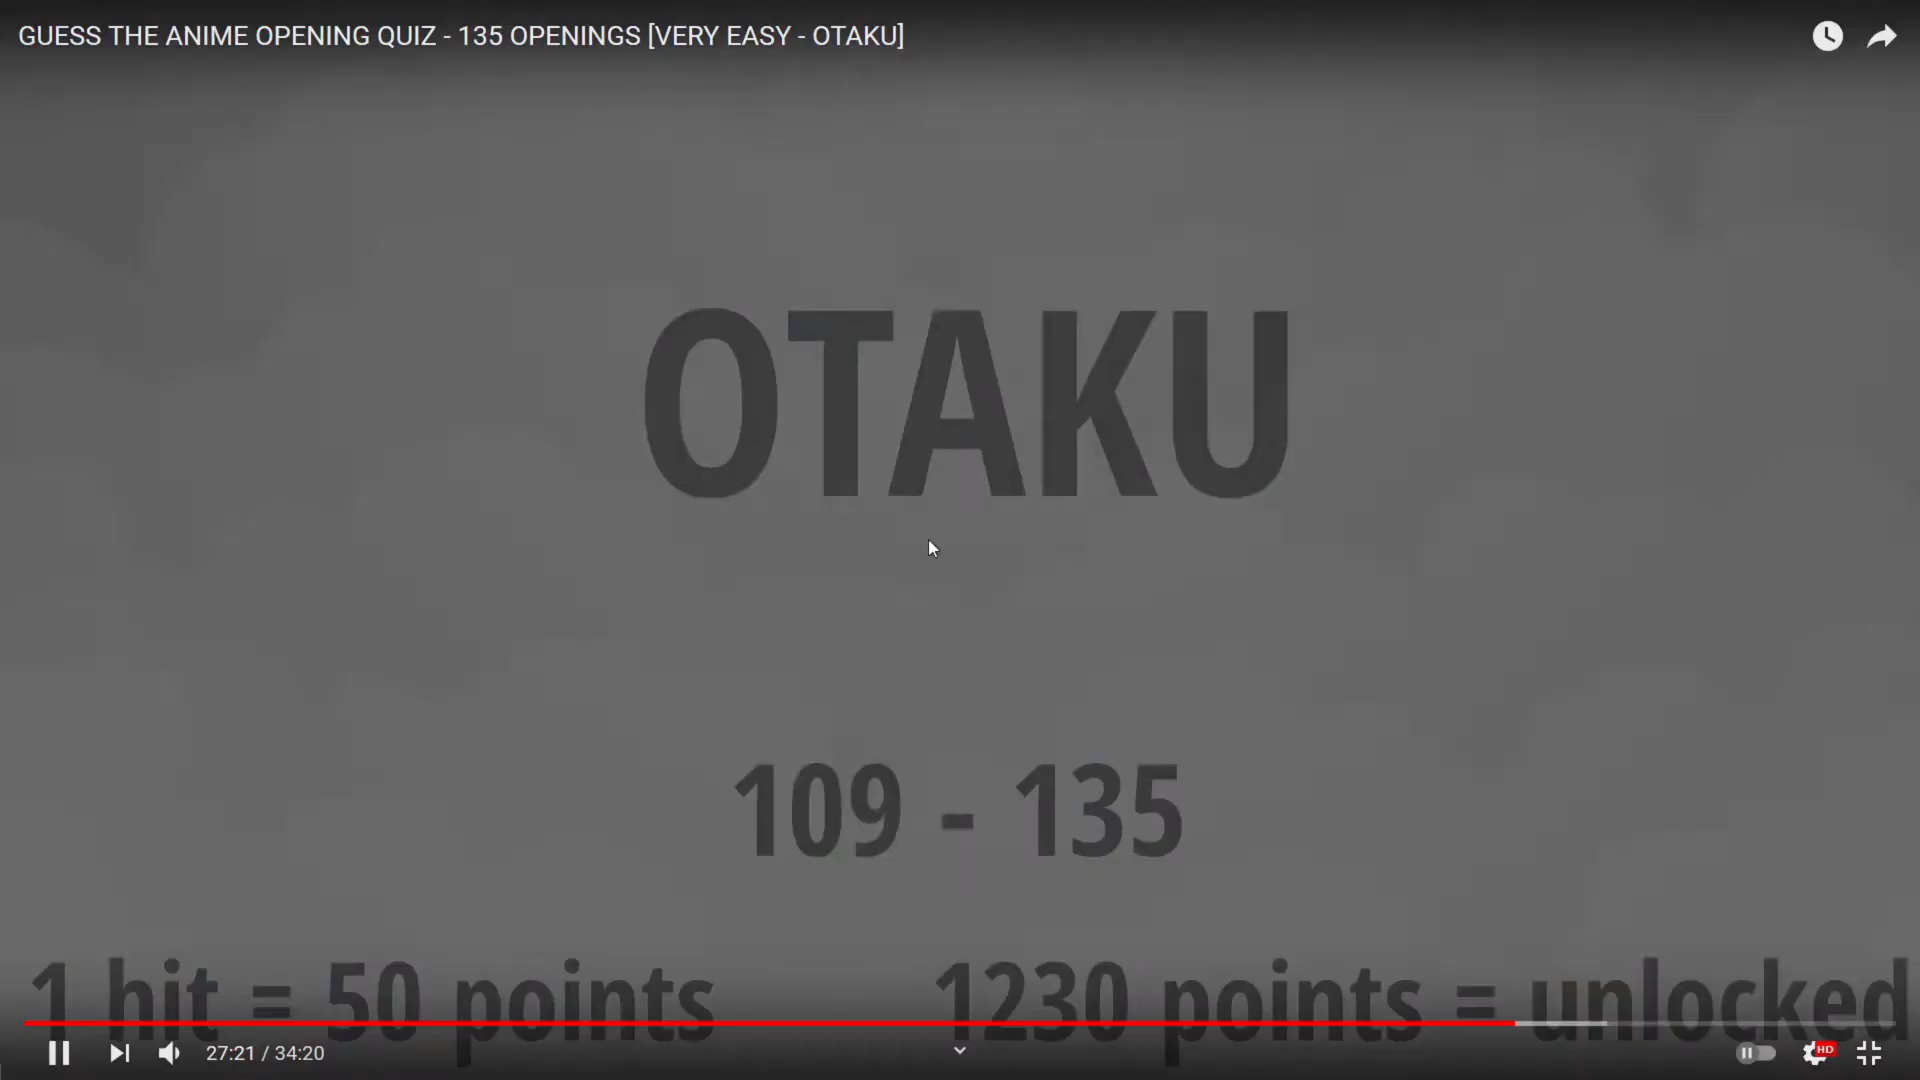 GUESS THE ANIME OPENING QUIZ - 135 OPENINGS [VERY EASY - OTAKU]
OTAKU
109 - 135
1 hit = 50 points
1230 points = unlocked
27:21 / 34:20
HD